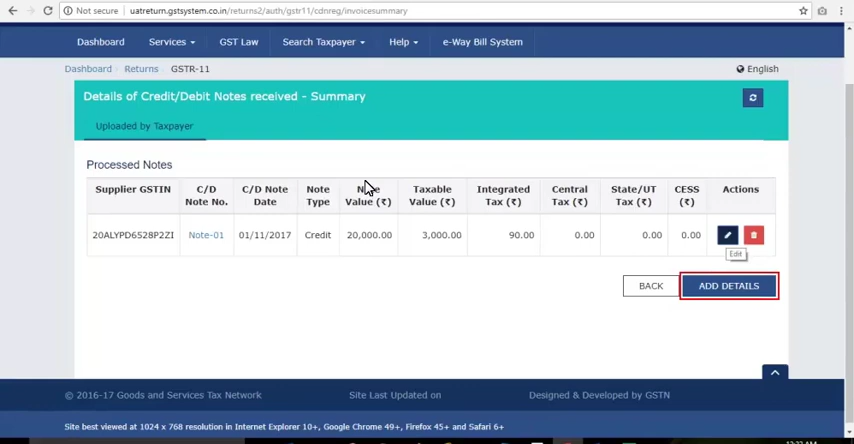 Not secure uatreturn.gstsystem.co.in/returns2/auth/gstr11/cdnreg/invoicesummary
Dashboard Services GST Law Search Taxpayer Help e-Way Bill System
Dashboard Returns GSTR-11 English
Details of Credit/Debit Notes received - Summary
Uploaded by Taxpayer
Processed Notes
Supplier GSTIN C/D Note No. C/D Note Date Note Type Note Value (₹) Taxable Value (₹) Integrated Tax (₹) Central Tax (₹) State/UT Tax (₹) CESS (₹) Actions
20ALYPD6528P2ZI Note-01 01/11/2017 Credit 20,000.00 3,000.00 90.00 0.00 0.00 0.00
Edit
BACK ADD DETAILS
© 2016-17 Goods and Services Tax Network Site Last Updated on Designed & Developed by GSTN
Site best viewed at 1024 x 768 resolution in Internet Explorer 10+, Google Chrome 49+, Firefox 45+ and Safari 6+